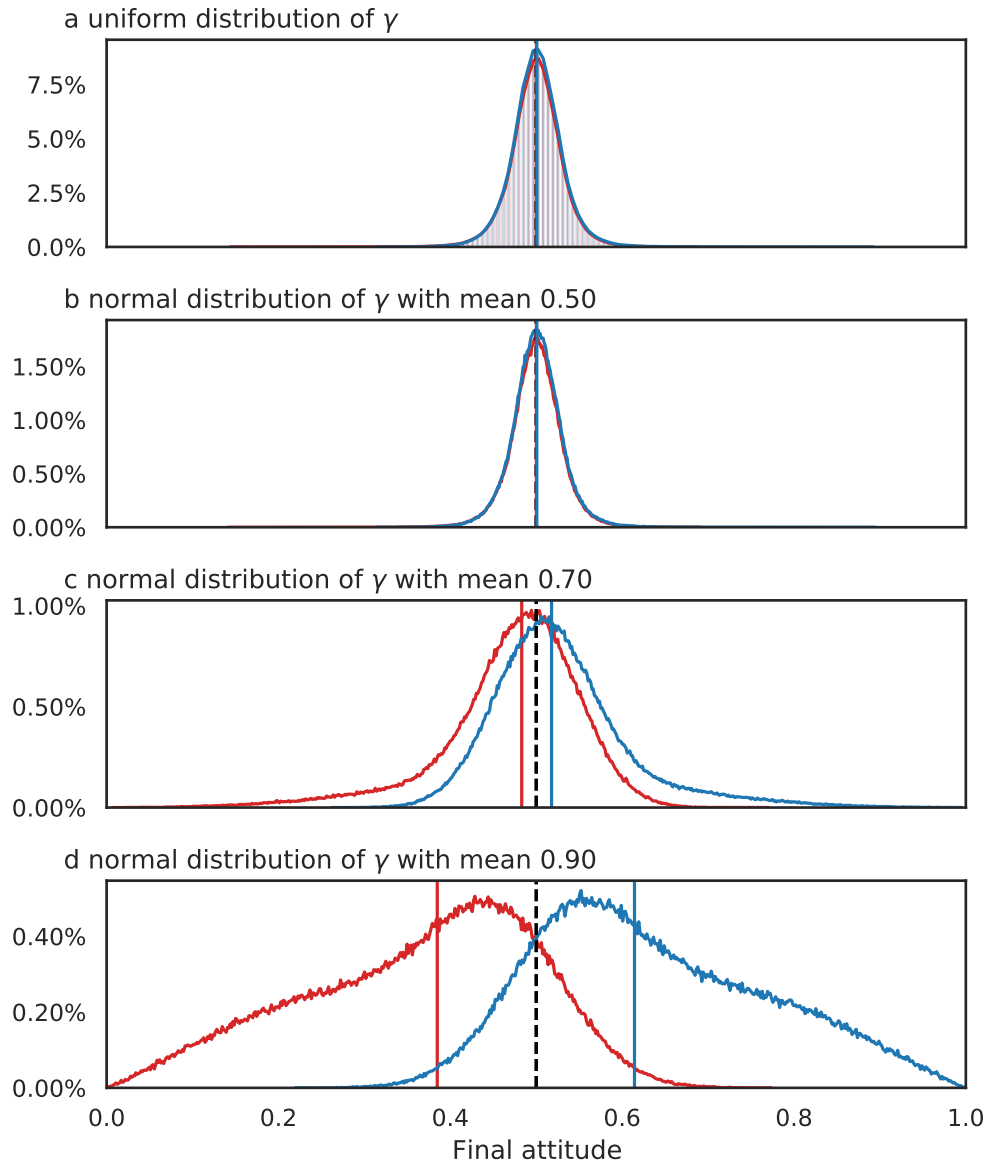 a uniform distribution of γ
7.5%
5.0%
2.5%
0.0%
b normal distribution of γ with mean 0.50
1.50%
1.00%
0.50%
0.00%
c normal distribution of γ with mean 0.70
1.00%
0.50%
0.00%
d normal distribution of γ with mean 0.90
0.40%
0.20%
0.00%
0.0 0.2 0.4 0.6 0.8 1.0
Final attitude